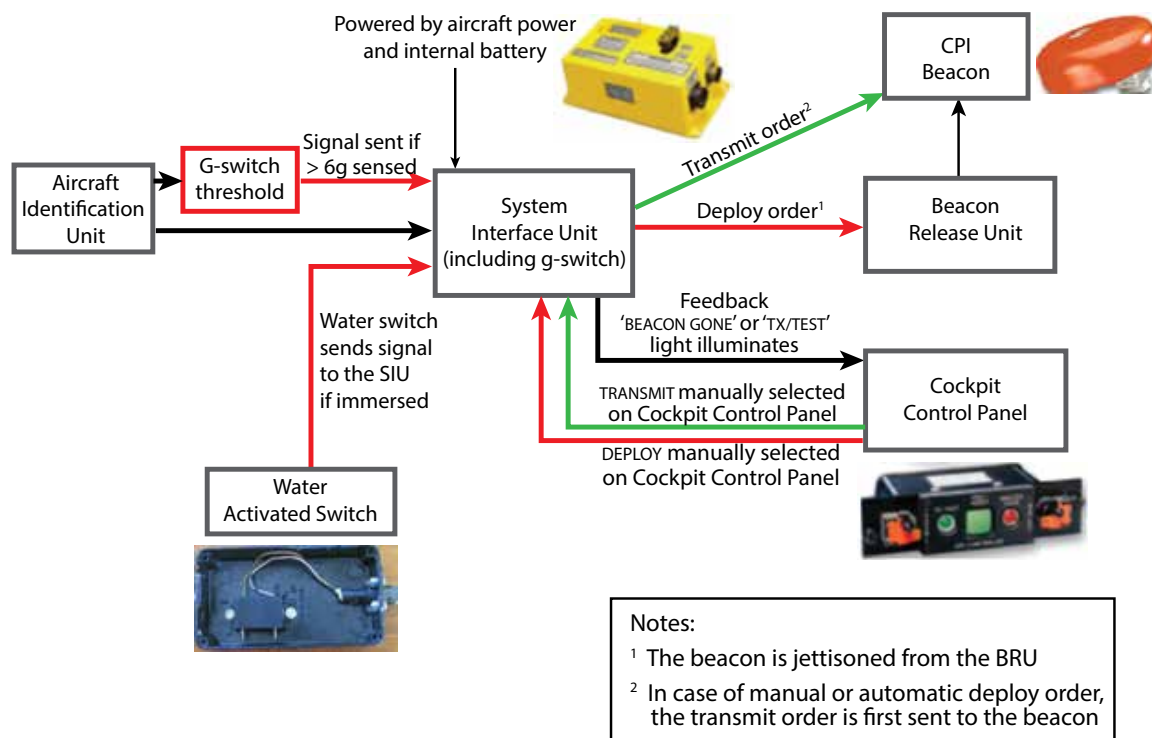 Powered by aircraft power
and internal battery
CPI
Beacon
Transmit order²
Signal sent if
> 6g sensed
G-switch
threshold
Aircraft
Identification
Unit
System
Interface Unit
(including g-switch)
Deploy order¹
Beacon
Release Unit
Water switch
sends signal
to the SIU
if immersed
Feedback
‘BEACON GONE’ or ‘TX/TEST’
light illuminates
TRANSMIT manually selected
on Cockpit Control Panel
Cockpit
Control Panel
DEPLOY manually selected
on Cockpit Control Panel
Water
Activated Switch
Notes:
¹ The beacon is jettisoned from the BRU
² In case of manual or automatic deploy order,
the transmit order is first sent to the beacon